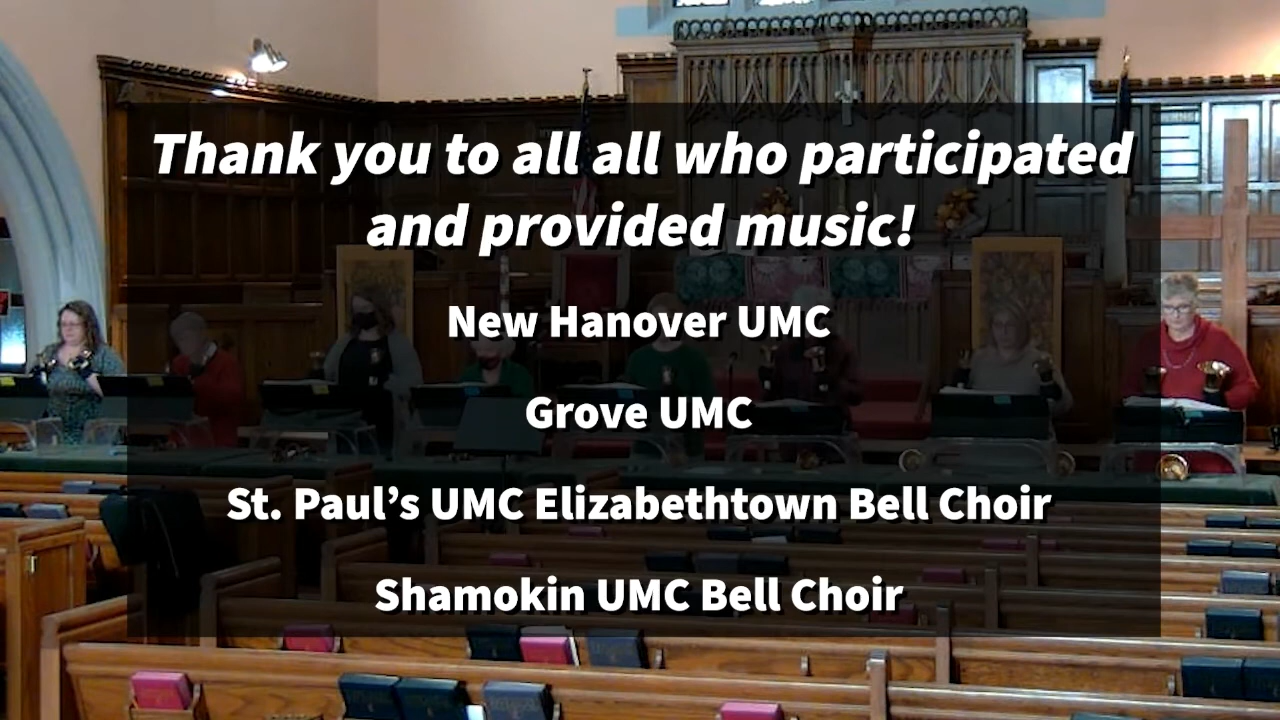 Thank you to all all who participated
and provided music!
New Hanover UMC
Grove UMC
St. Paul’s UMC Elizabethtown Bell Choir
Shamokin UMC Bell Choir